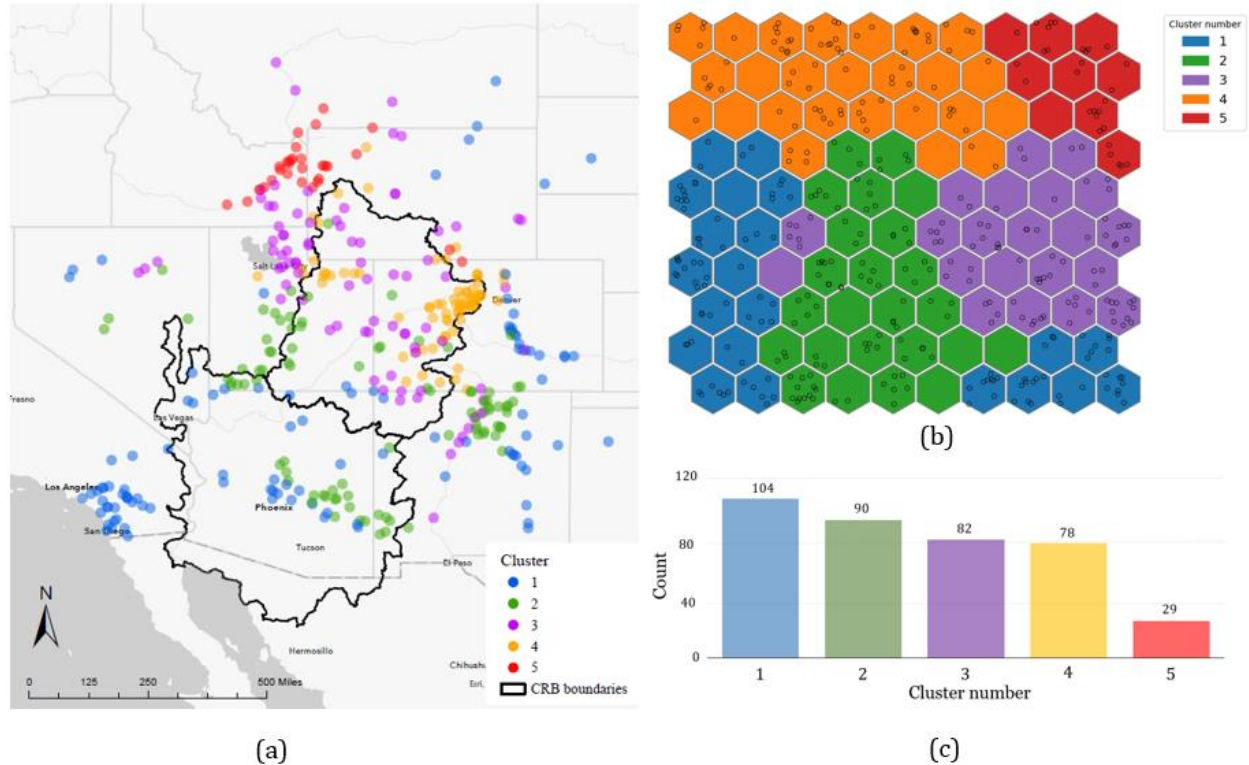 Salt Lake
Denver
Fresno
Las Vegas
Los Angeles
Phoenix
San Diego
Tucson
El Paso
Hermosillo
Chihuahu
Esri,
N
0 125 250 500 Miles
Cluster
1
2
3
4
5
CRB boundaries
(a)
Cluster number
1
2
3
4
5
(b)
120
80
40
0
Count
104
90
82
78
29
1 2 3 4 5
Cluster number
(c)